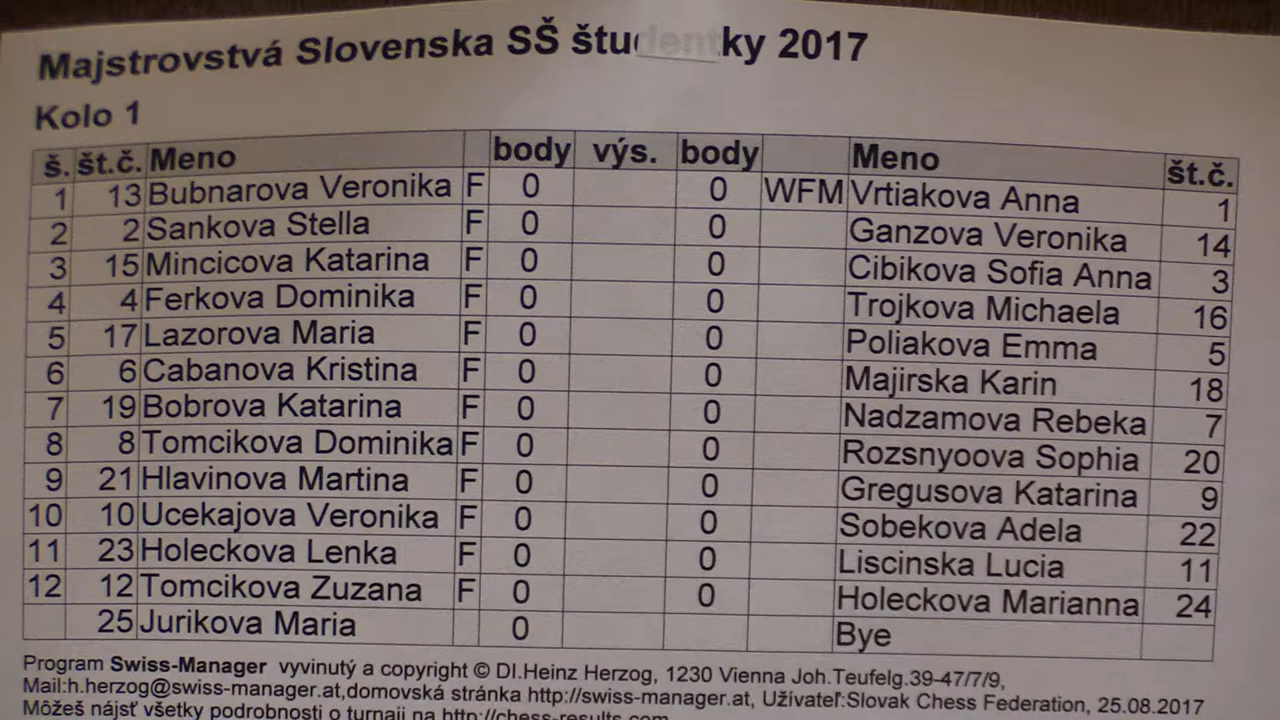 Majstrovstvá Slovenska SŠ študentky 2017
Kolo 1
š. št.č. Meno body výs. body Meno št.č.
1 13 Bubnarova Veronika F 0 0 WFM Vrtiakova Anna 1
2 2 Sankova Stella F 0 0 Ganzova Veronika 14
3 15 Mincicova Katarina F 0 0 Cibikova Sofia Anna 3
4 4 Ferkova Dominika F 0 0 Trojkova Michaela 16
5 17 Lazorova Maria F 0 0 Poliakova Emma 5
6 6 Cabanova Kristina F 0 0 Majirska Karin 18
7 19 Bobrova Katarina F 0 0 Nadzamova Rebeka 7
8 8 Tomcikova Dominika F 0 0 Rozsnyoova Sophia 20
9 21 Hlavinova Martina F 0 0 Gregusova Katarina 9
10 10 Ucekajova Veronika F 0 0 Sobekova Adela 22
11 23 Holeckova Lenka F 0 0 Liscinska Lucia 11
12 12 Tomcikova Zuzana F 0 0 Holeckova Marianna 24
25 Jurikova Maria 0 Bye
Program Swiss-Manager vyvinutý a copyright © DI.Heinz Herzog, 1230 Vienna Joh.Teufelg.39-47/7/9,
Mail:h.herzog@swiss-manager.at,domovská stránka http://swiss-manager.at, Užívateľ:Slovak Chess Federation, 25.08.2017
Môžeš nájsť všetky podrobnosti o turnaji na http://chess-results.com